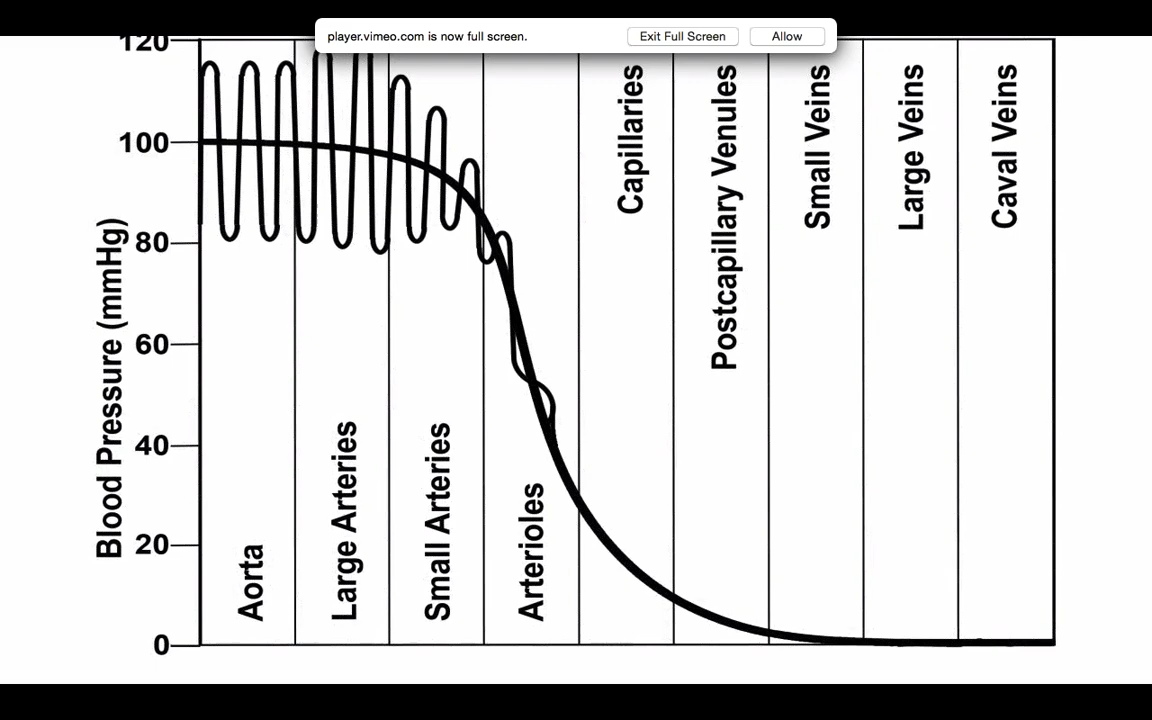 player.vimeo.com is now full screen.
Exit Full Screen
Allow
120
100
80
60
40
20
0
Blood Pressure (mmHg)
Aorta
Large Arteries
Small Arteries
Arterioles
Capillaries
Postcapillary Venules
Small Veins
Large Veins
Caval Veins